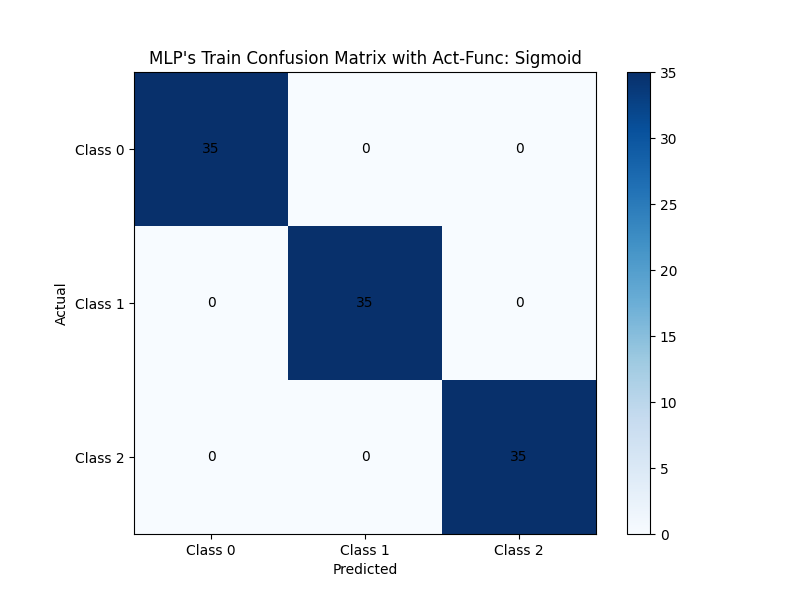 MLP's Train Confusion Matrix with Act-Func: Sigmoid
Class 0
35
0
0
Class 1
0
35
0
Class 2
0
0
35
Class 0
Class 1
Class 2
Predicted
Actual
35
30
25
20
15
10
5
0